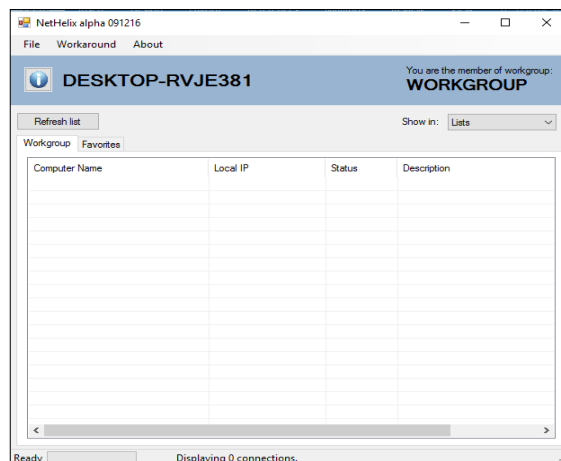 NetHelix alpha 091216
File Workaround About
DESKTOP-RVJE381
You are the member of workgroup:
WORKGROUP
Refresh list
Show in: Lists
Workgroup Favorites
Computer Name Local IP Status Description
Ready Displaying 0 connections.